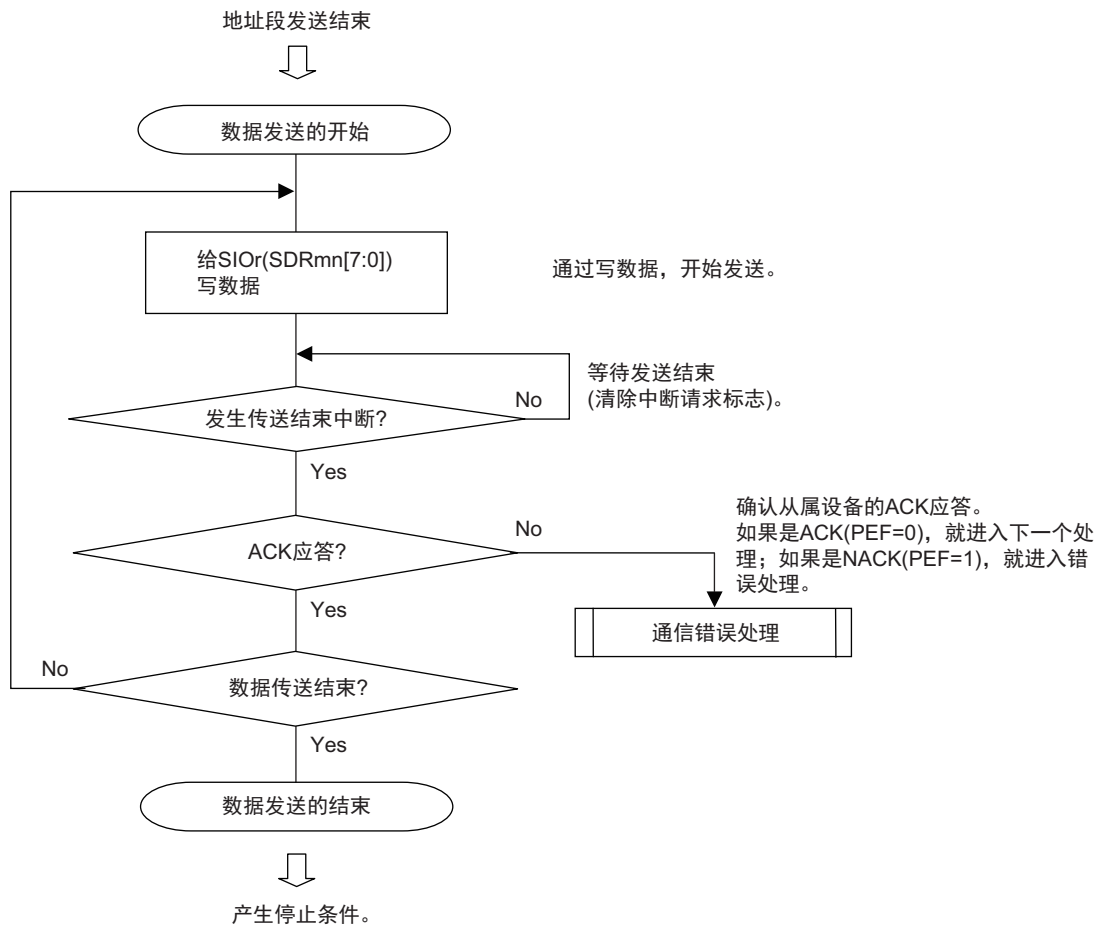 地址段发送结束
数据发送的开始
给SIOr(SDRmn[7:0])
写数据
通过写数据，开始发送。
等待发送结束
(清除中断请求标志)。
发生传送结束中断?
No
Yes
确认从属设备的ACK应答。
如果是ACK(PEF=0)，就进入下一个处
理；如果是NACK(PEF=1)，就进入错
误处理。
ACK应答?
No
Yes
通信错误处理
No
数据传送结束?
Yes
数据发送的结束
产生停止条件。